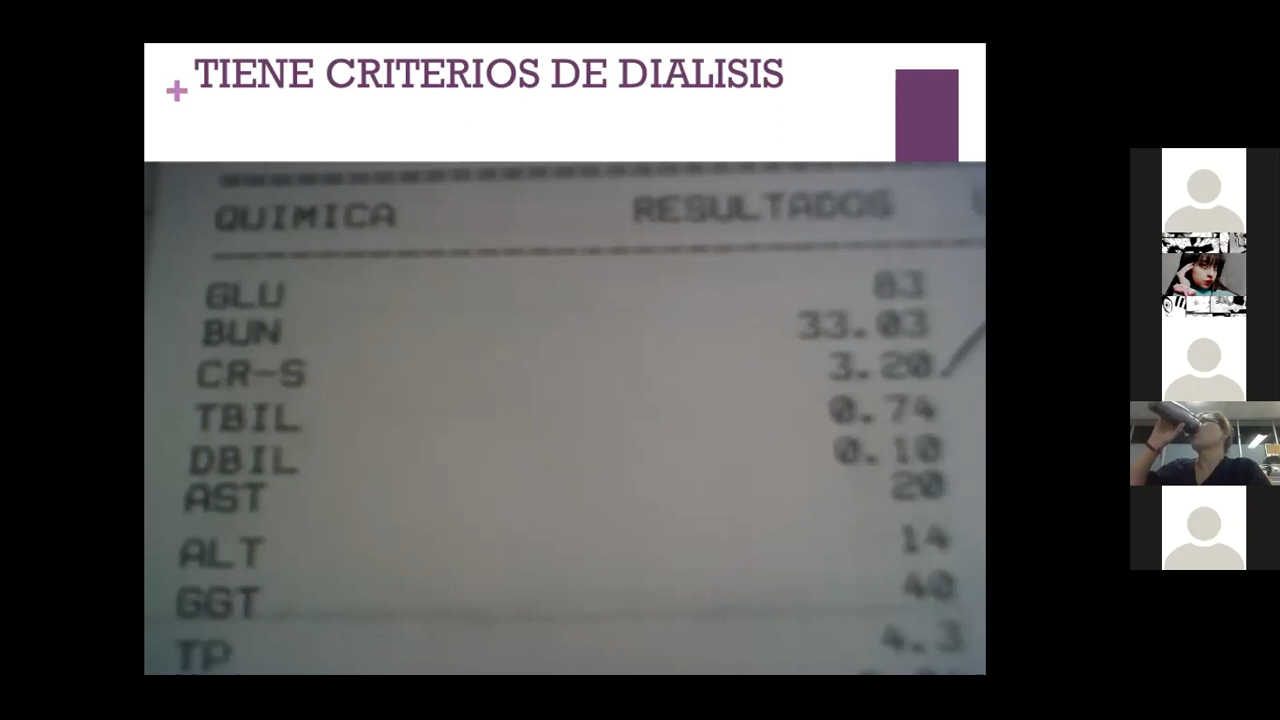 + TIENE CRITERIOS DE DIALISIS
QUIMICA RESULTADOS
GLU 83
BUN 33.03
CR-S 3.20
TBIL 0.74
DBIL 0.10
AST 20
ALT 14
GGT 40
TP 4.3